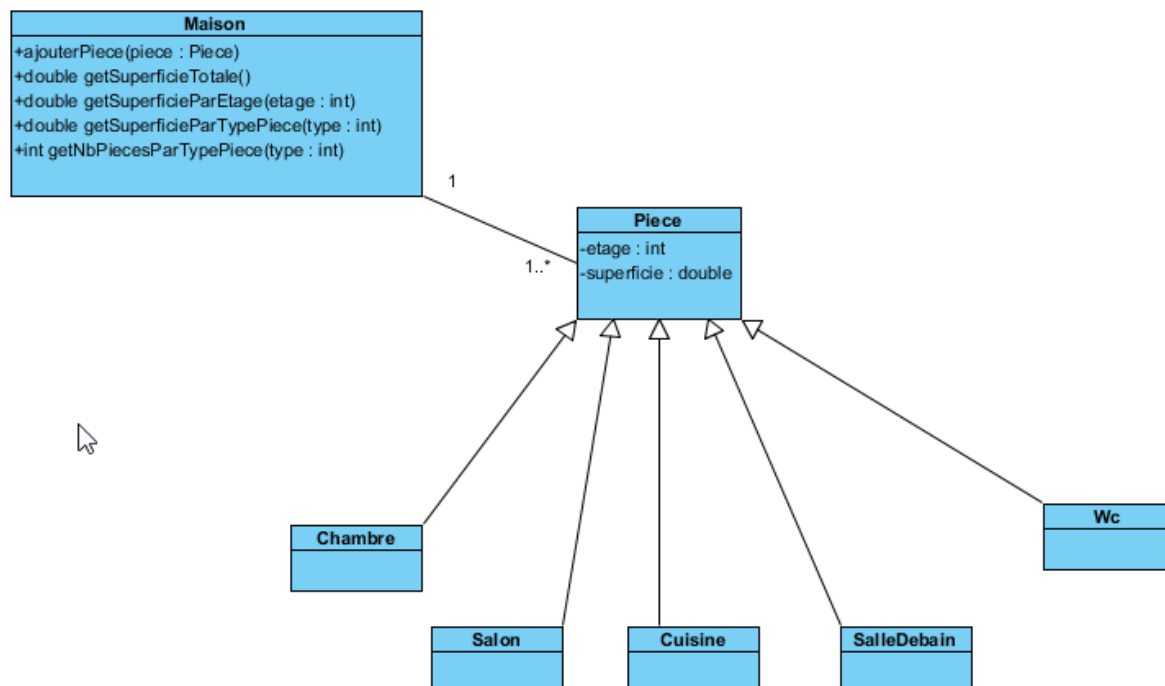 Maison
+ajouterPiece(piece : Piece)
+double getSuperficieTotale()
+double getSuperficieParEtage(etage : int)
+double getSuperficieParTypePiece(type : int)
+int getNbPiecesParTypePiece(type : int)
1
1..*
Piece
-etage : int
-superficie : double
Chambre
Salon
Cuisine
SalleDebain
Wc